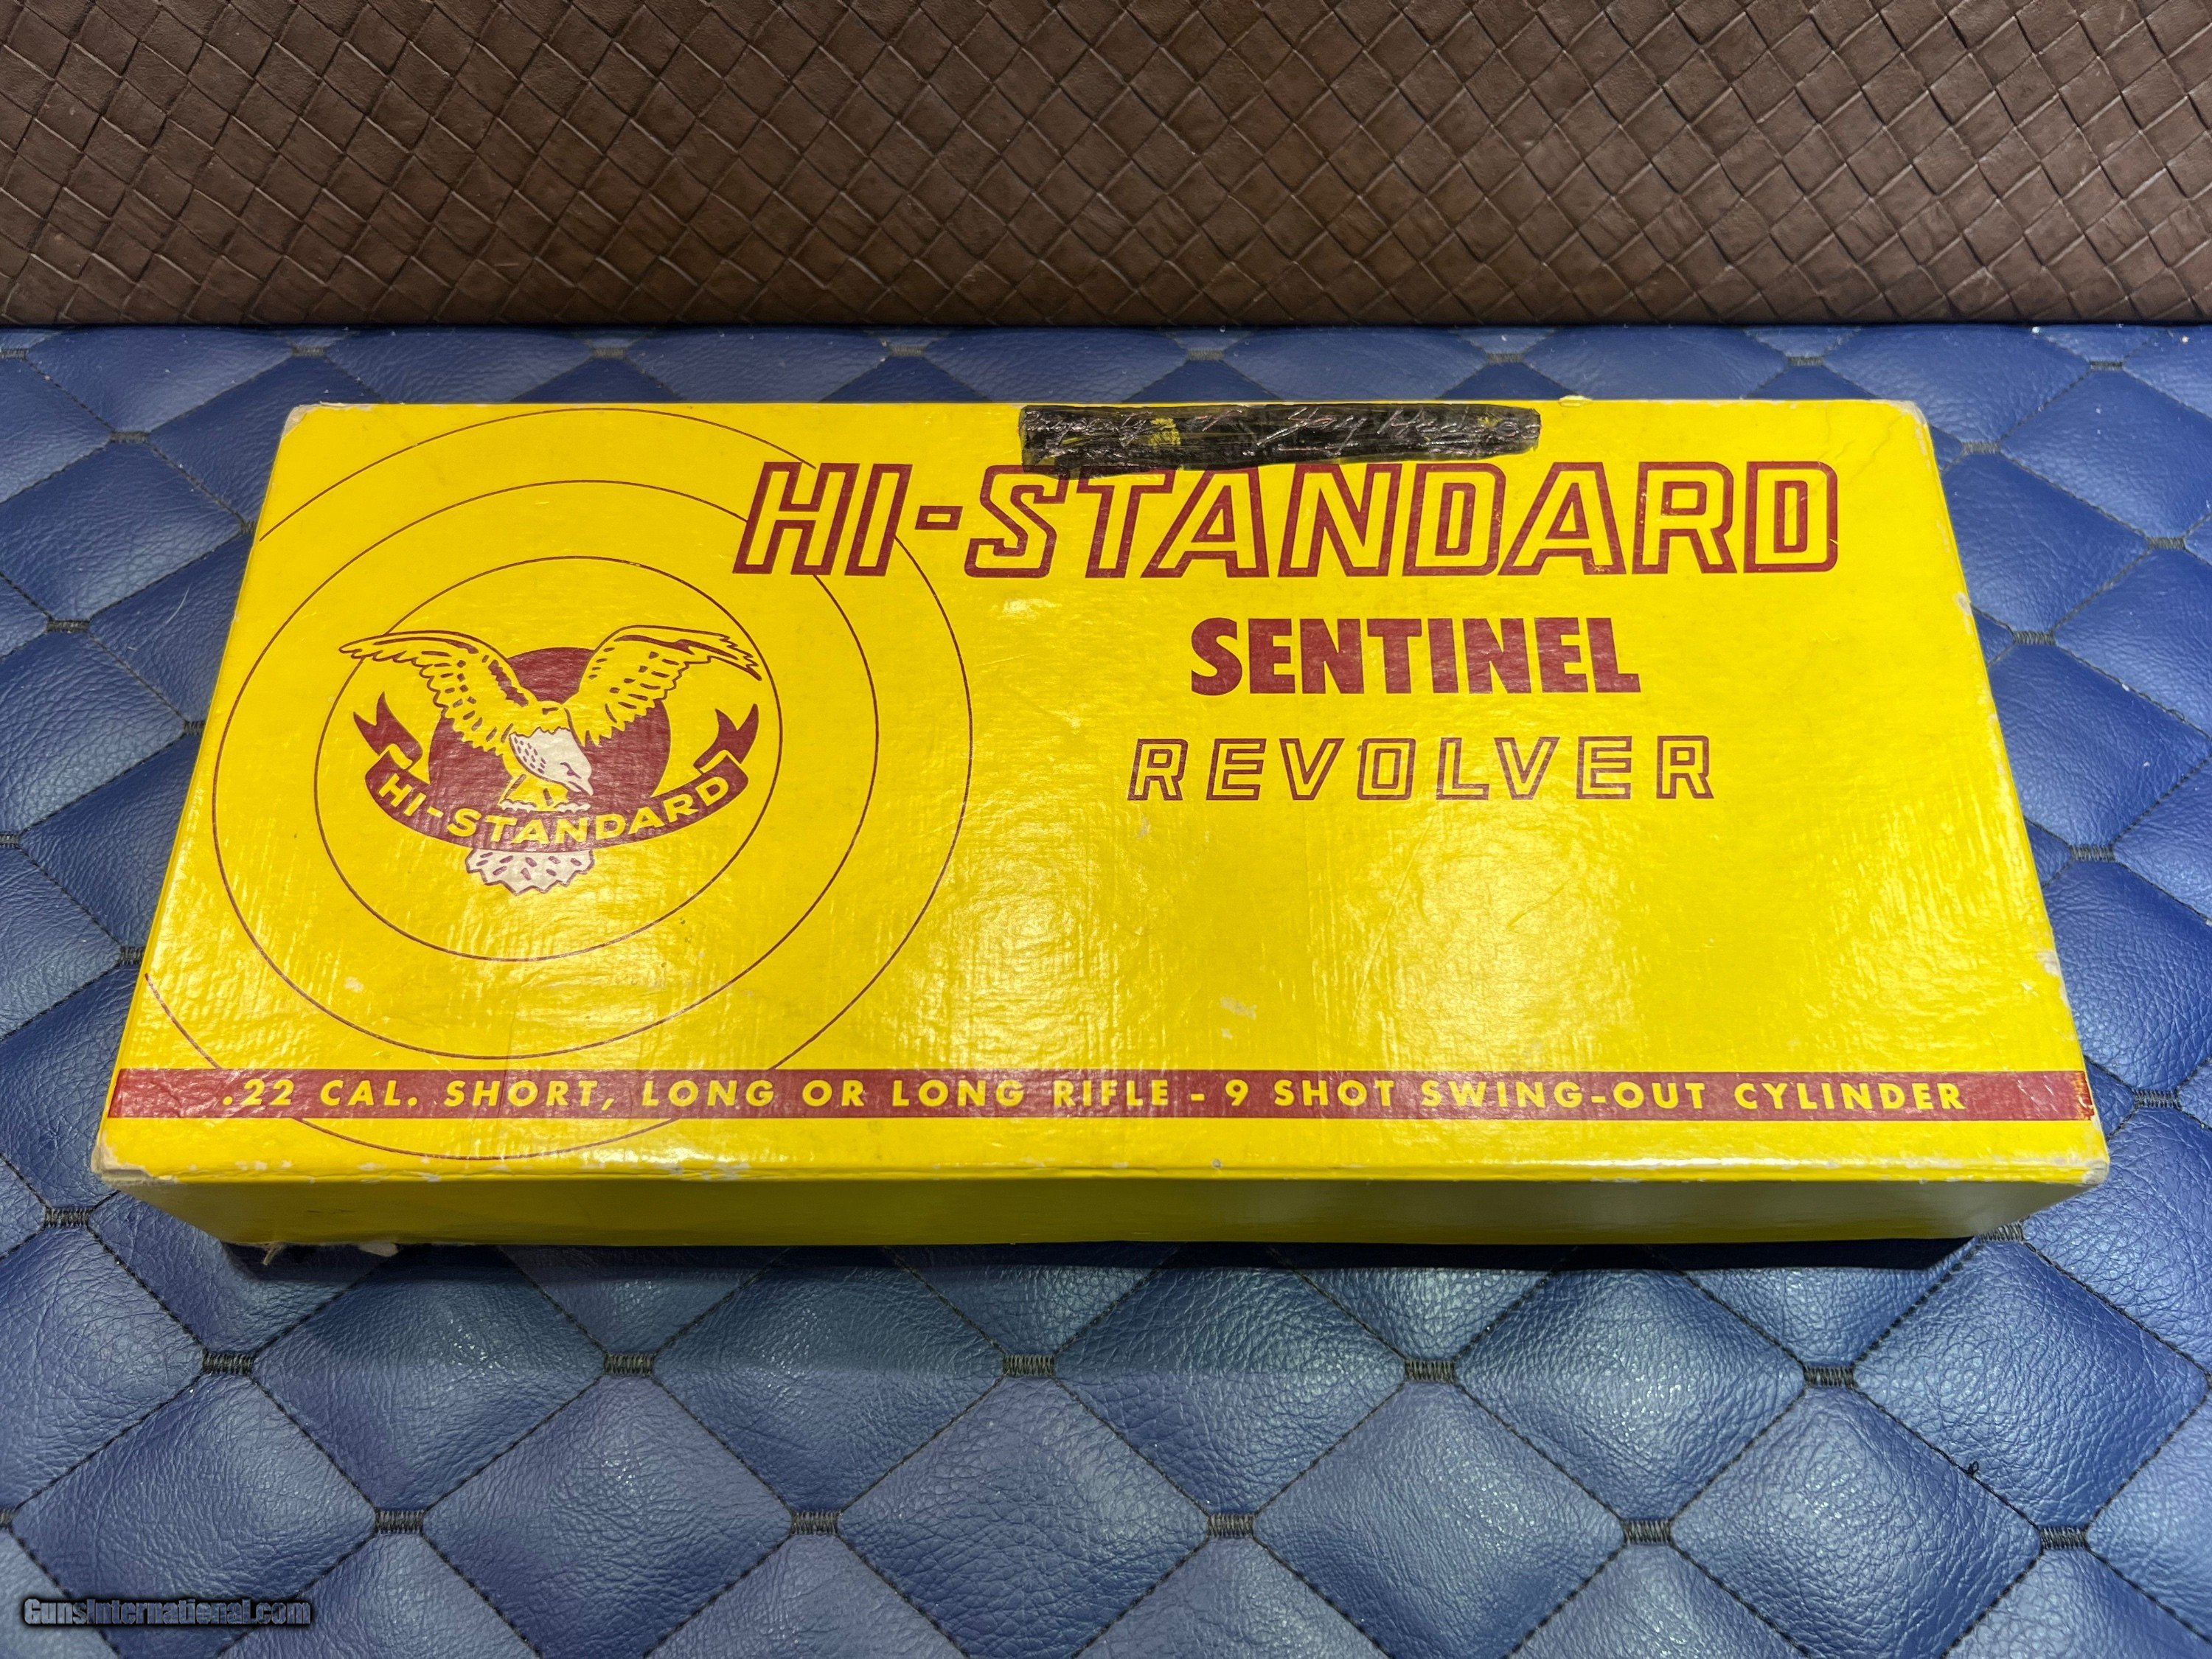 HI-STANDARD
SENTINEL
REVOLVER
HI-STANDARD
.22 CAL. SHORT, LONG OR LONG RIFLE - 9 SHOT SWING-OUT CYLINDER
GunsInternational.com